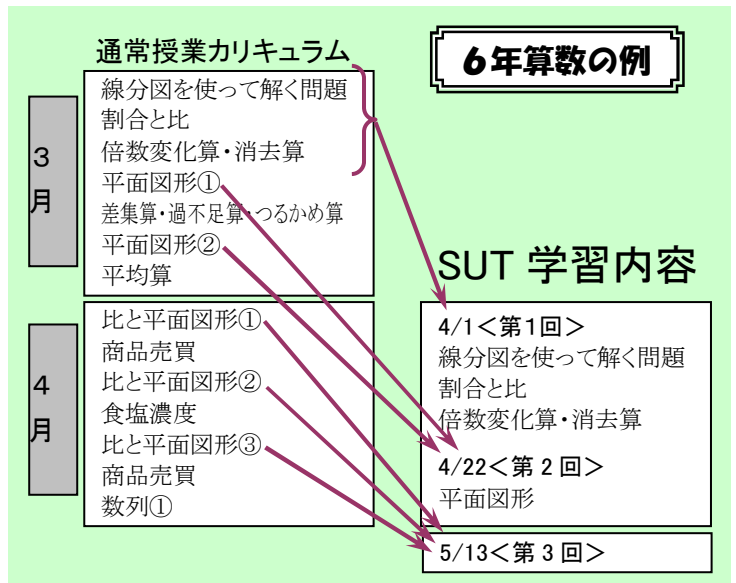 通常授業カリキュラム
6年算数の例
3
月
線分図を使って解く問題
割合と比
倍数変化算・消去算
平面図形①
差集算・過不足算・つるかめ算
平面図形②
平均算
4
月
比と平面図形①
商品売買
比と平面図形②
食塩濃度
比と平面図形③
商品売買
数列①
SUT 学習内容
4/1<第1回>
線分図を使って解く問題
割合と比
倍数変化算・消去算
4/22<第2回>
平面図形
5/13<第3回>